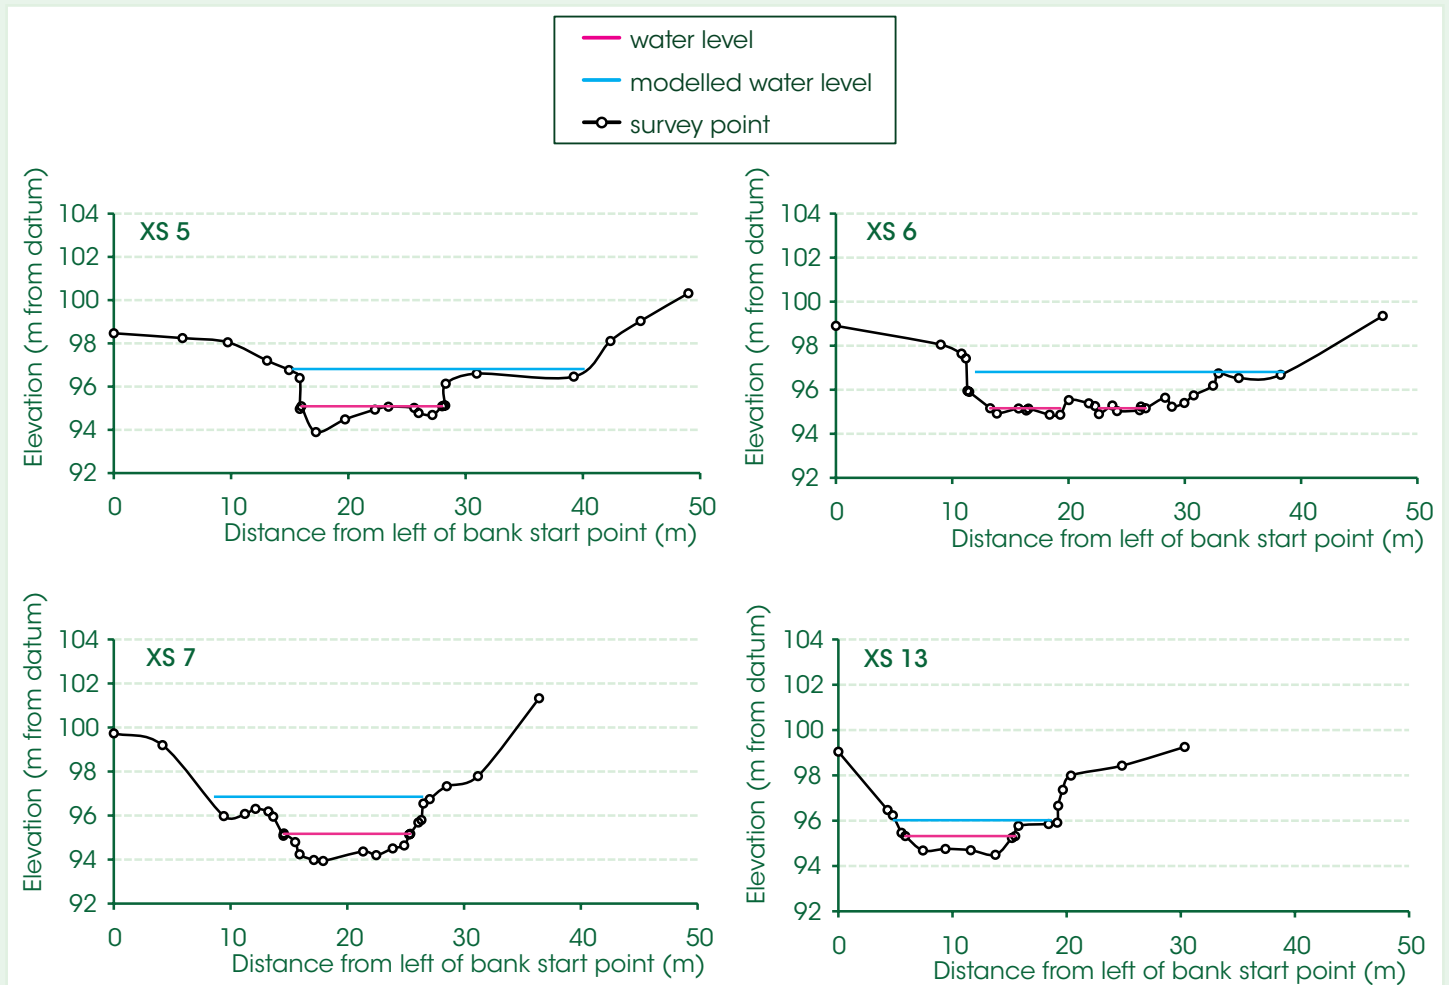 water level
modelled water level
survey point
XS 5
Elevation (m from datum)
104
102
100
98
96
94
92
0 10 20 30 40 50
Distance from left of bank start point (m)
XS 6
Elevation (m from datum)
104
102
100
98
96
94
92
0 10 20 30 40 50
Distance from left of bank start point (m)
XS 7
Elevation (m from datum)
104
102
100
98
96
94
92
0 10 20 30 40 50
Distance from left of bank start point (m)
XS 13
Elevation (m from datum)
104
102
100
98
96
94
92
0 10 20 30 40 50
Distance from left of bank start point (m)